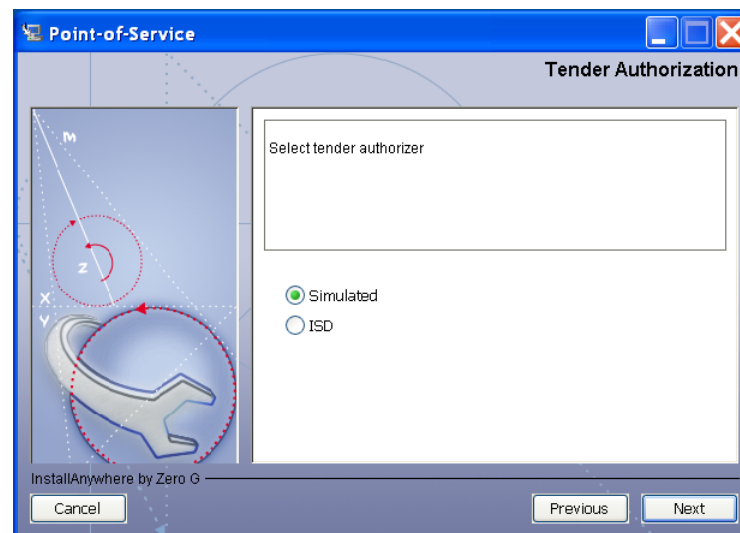 Point-of-Service
Tender Authorization
M
Z
X
Y
Select tender authorizer
Simulated
ISD
InstallAnywhere by Zero G
Cancel
Previous
Next